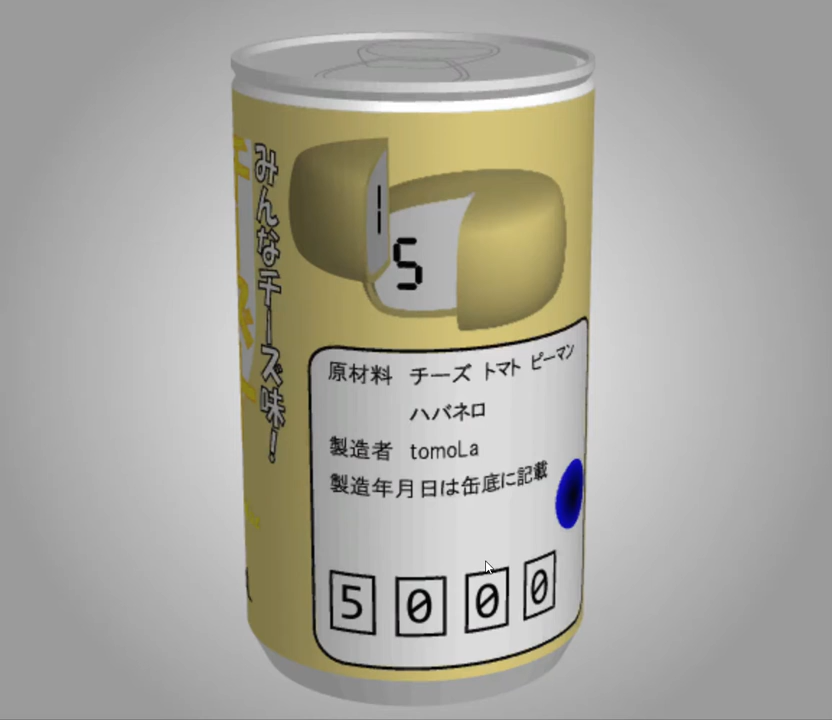 みんなチーズ味!
1
5
原材料 チーズ トマト ピーマン
ハバネロ
製造者 tomoLa
製造年月日は缶底に記載
5 0 0 0